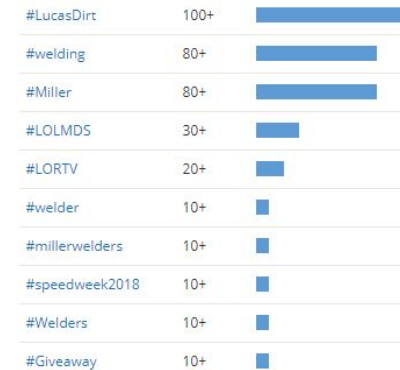 #LucasDirt 100+
#welding 80+
#Miller 80+
#LOLMDS 30+
#LORTV 20+
#welder 10+
#millerwelders 10+
#speedweek2018 10+
#Welders 10+
#Giveaway 10+